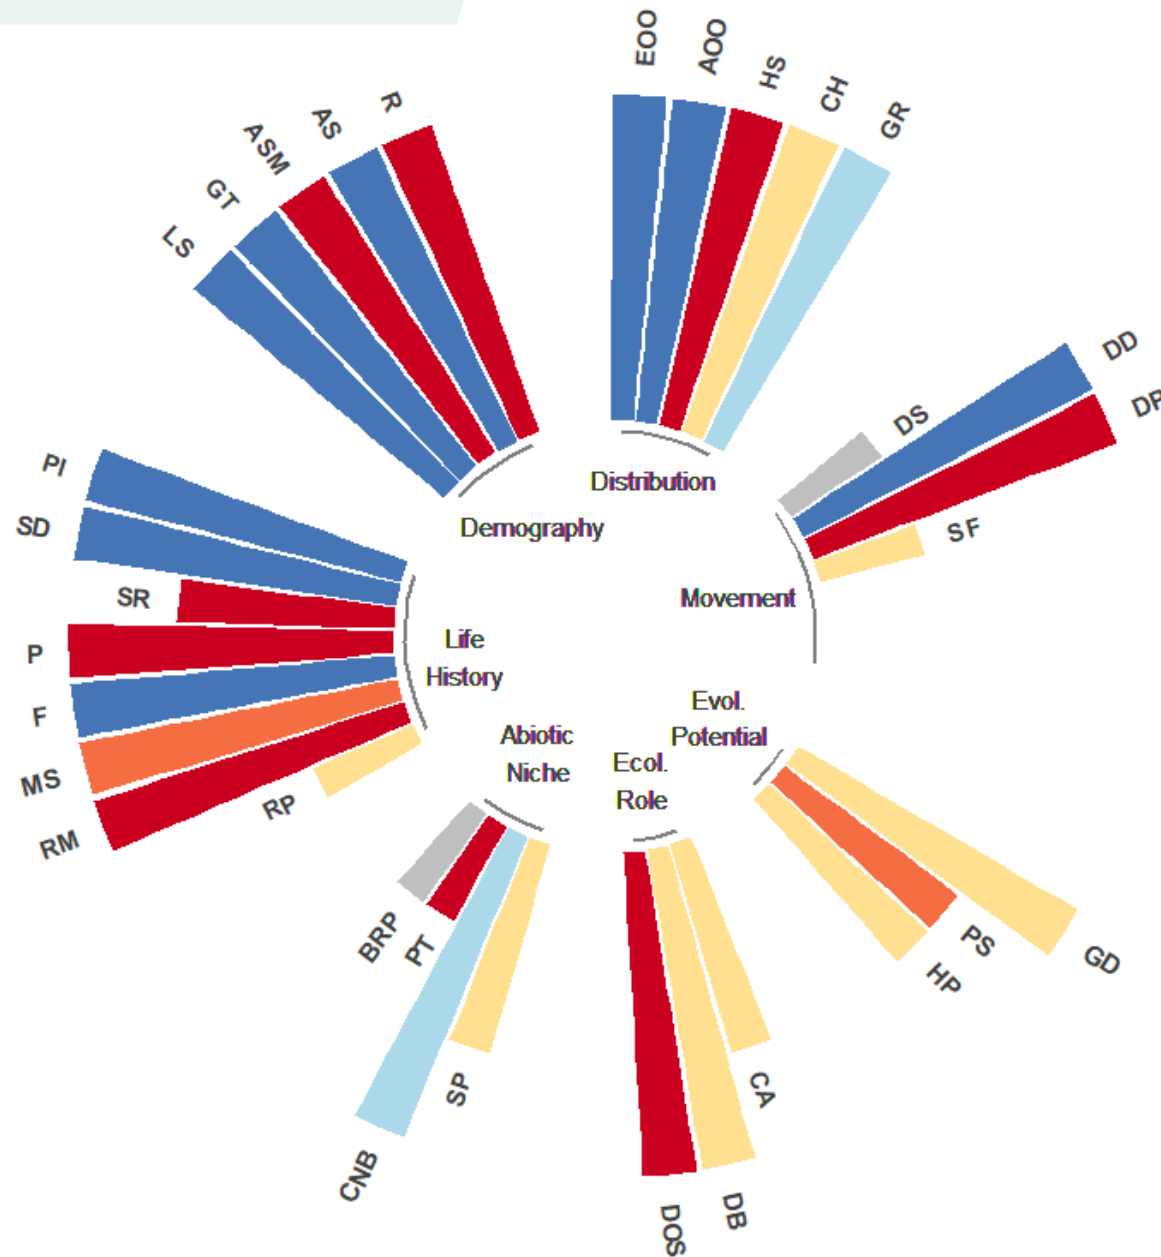 EOO
AOO
HS
CH
GR
DD
DP
DS
SF
GD
PS
HP
CA
DB
DOS
SP
CNB
PT
BRP
RP
RM
MS
F
P
SR
SD
PI
LS
GT
ASM
AS
R
Distribution
Demography
Movement
Life
History
Evol.
Potential
Abiotic
Niche
Ecol.
Role